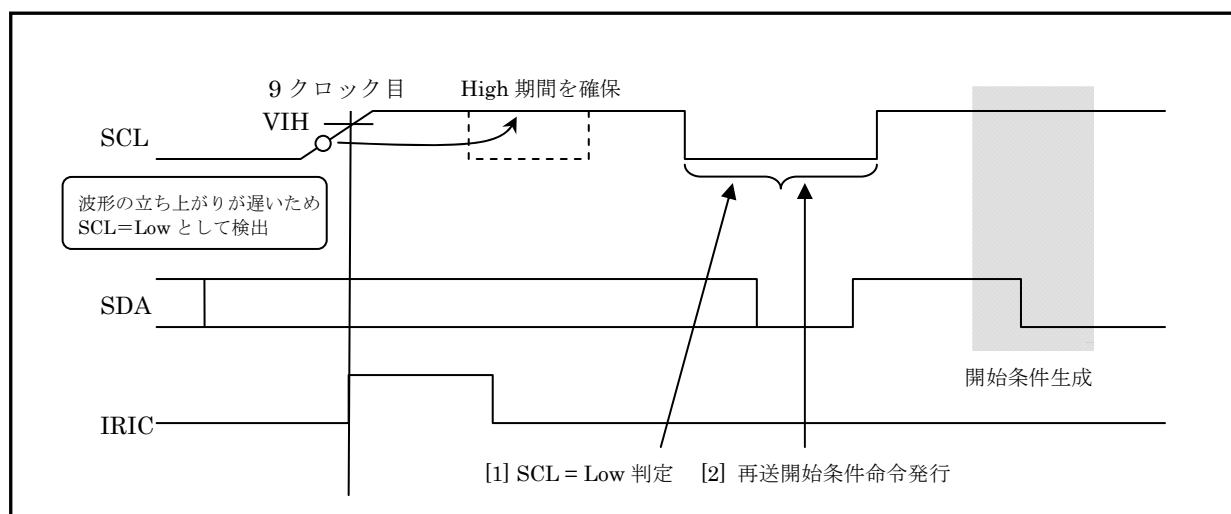 9 クロック目
High 期間を確保
VIH
SCL
波形の立ち上がりが遅いため
SCL=Low として検出
SDA
開始条件生成
IRIC
[1] SCL = Low 判定
[2] 再送開始条件命令発行